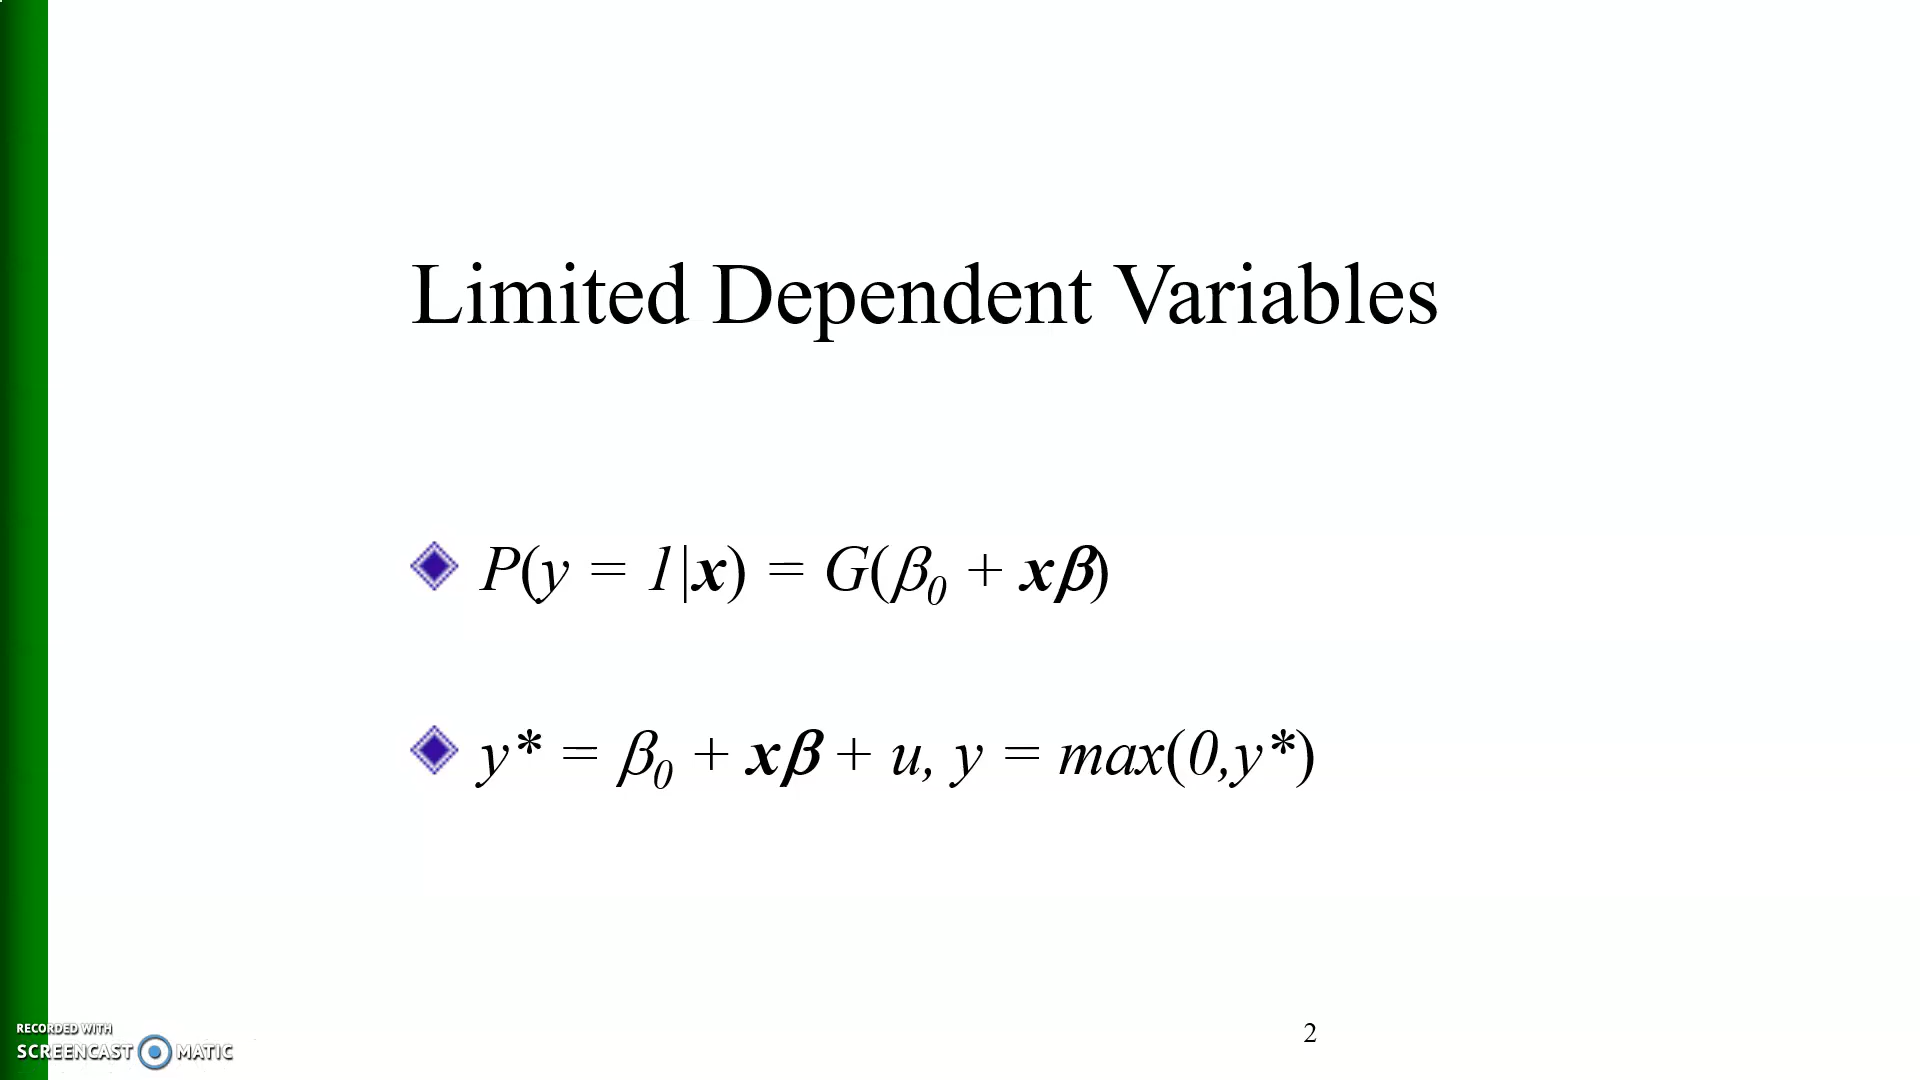 Limited Dependent Variables
P(y = 1|x) = G(β0 + xβ)
y* = β0 + xβ + u, y = max(0,y*)
2
RECORDED WITH
SCREENCAST MATIC